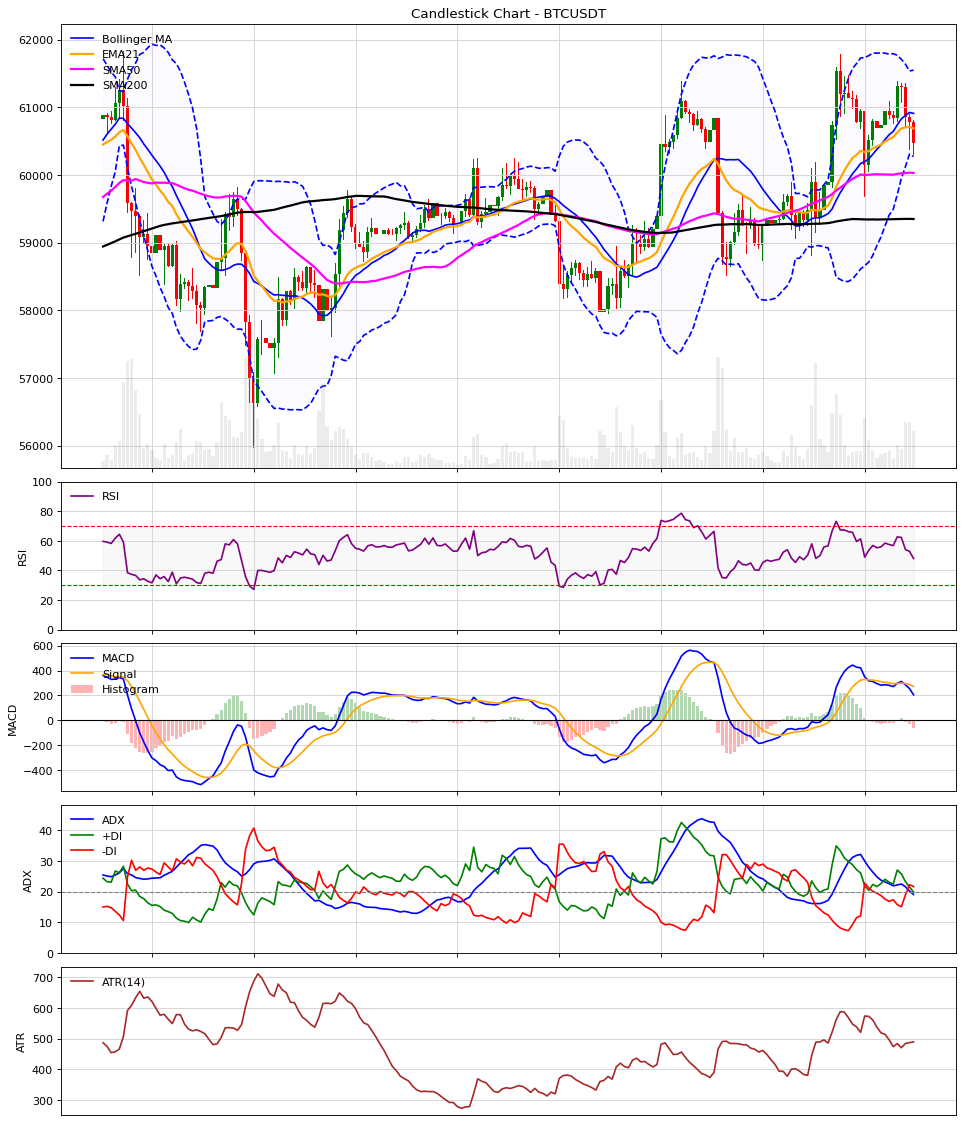 Candlestick Chart - BTCUSDT
Bollinger MA
EMA21
SMA50
SMA200
62000
61000
60000
59000
58000
57000
56000
RSI
RSI
100
80
60
40
20
0
MACD
Signal
Histogram
MACD
600
400
200
0
−200
−400
ADX
+DI
-DI
ADX
40
30
20
10
0
ATR(14)
ATR
700
600
500
400
300